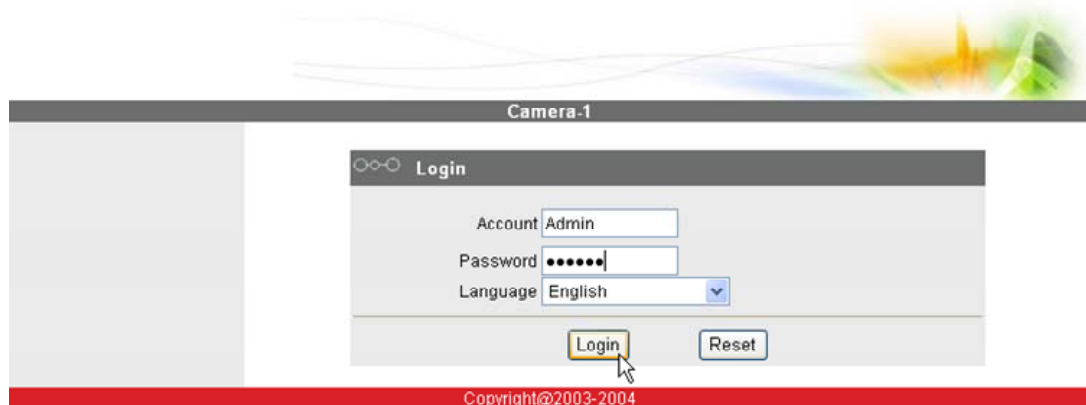 Camera-1
Login
Account Admin
Password ••••••
Language English
Login Reset
Copyright@2003-2004